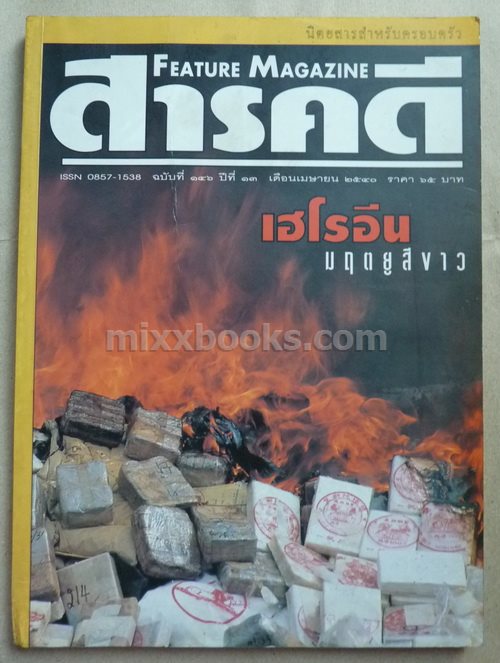 นิตยสารสำหรับครอบครัว
FEATURE MAGAZINE
สารคดี
ISSN 0857-1538 ฉบับที่ ๑๔๖ ปีที่ ๑๓ เดือนเมษายน ๒๕๔๐ ราคา ๖๕ บาท
เฮโรอีน
มฤตยูสีขาว
mixxbooks.com
214